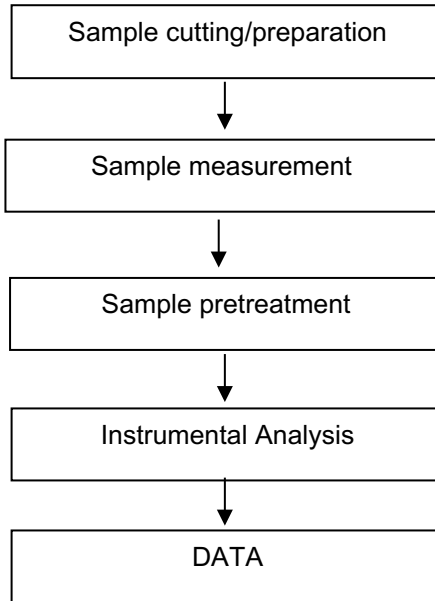 Sample cutting/preparation
Sample measurement
Sample pretreatment
Instrumental Analysis
DATA